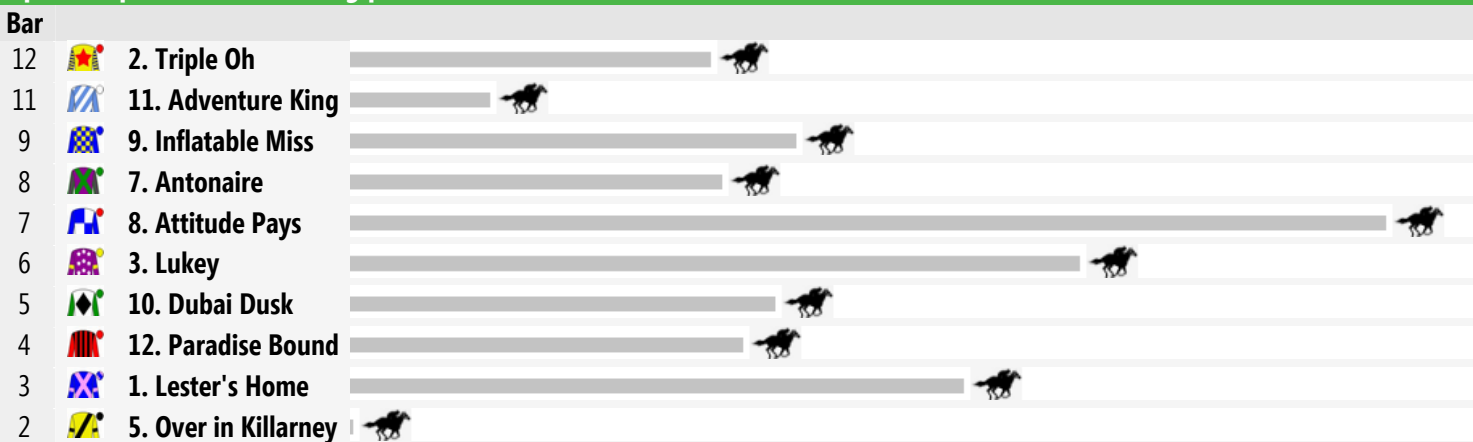 Bar
12 2. Triple Oh
11 11. Adventure King
9 9. Inflatable Miss
8 7. Antonaire
7 8. Attitude Pays
6 3. Lukey
5 10. Dubai Dusk
4 12. Paradise Bound
3 1. Lester's Home
2 5. Over in Killarney